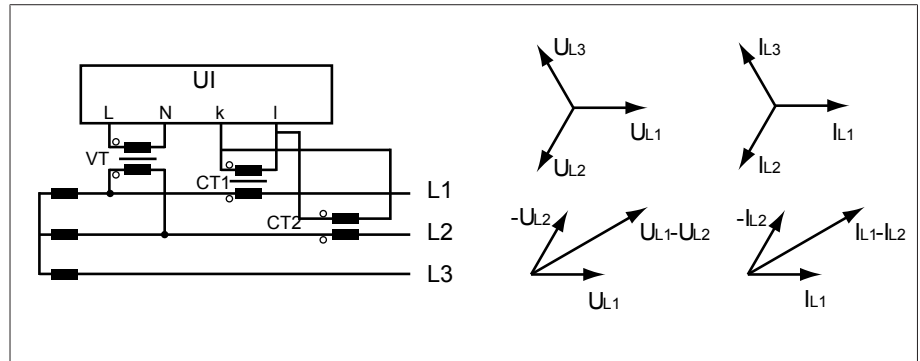 UI
L N k l
VT
CT1
CT2
L1
L2
L3
UL3
UL1
UL2
IL3
IL1
IL2
-UL2
UL1-UL2
UL1
-IL2
IL1-IL2
IL1